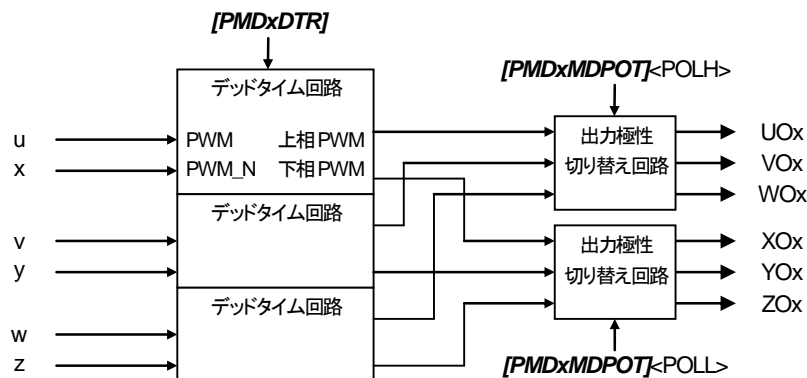 [PMDxDTR]
[PMDxMDPOT]<POLH>
デッドタイム回路
u
PWM 上相PWM
x
PWM_N 下相PWM
出力極性
切り替え回路
UOx
VOx
WOx
デッドタイム回路
v
y
出力極性
切り替え回路
XOx
YOx
ZOx
デッドタイム回路
w
z
[PMDxMDPOT]<POLL>